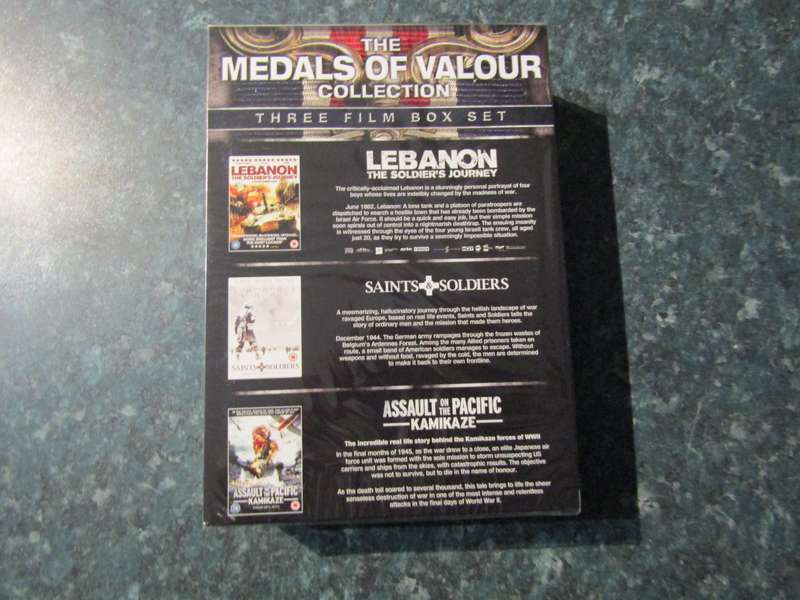 THE
MEDALS OF VALOUR
COLLECTION
THREE FILM BOX SET
LEBANON
THE SOLDIER'S JOURNEY
LEBANON
THE SOLDIER'S JOURNEY
The critically-acclaimed Lebanon is a stunningly personal portrayal of four
boys whose lives are indelibly changed by the madness of war.
June 1982, Lebanon: A lone tank and a platoon of paratroopers are
dispatched to search a hostile town that has already been bombarded by the
Israel Air Force. It should be a quick and easy job, but their simple mission
soon spirals out of control into a nightmarish deathtrap. The ensuing insanity
is witnessed through the eyes of the four young Israeli tank crew, all aged
just 20, as they try to survive a seemingly impossible situation.
SAINTS & SOLDIERS
SAINTS & SOLDIERS
A mesmerizing, hallucinatory journey through the hellish landscape of war
ravaged Europe, based on real life events, Saints and Soldiers tells the
story of ordinary men and the mission that made them heroes.
December 1944. The German army rampages through the frozen wastes of
Belgium's Ardennes Forest. Among the many Allied prisoners taken en
route, a small band of American soldiers manages to escape. Without
weapons and without food, ravaged by the cold, the men are determined
to make it back to their own frontline.
ASSAULT ON THE PACIFIC
KAMIKAZE
ASSAULT ON THE PACIFIC
KAMIKAZE
The incredible real life story behind the Kamikaze forces of WWII
In the final months of 1945, as the war drew to a close, an elite Japanese air
force unit was formed with the sole mission to storm unsuspecting US
carriers and ships from the skies, with catastrophic results. The objective
was not to survive, but to die in the name of honour.
As the death toll soared to several thousand, this tale brings to life the sheer
senseless destruction of war in one of the most intense and relentless
attacks in the final days of World War II.